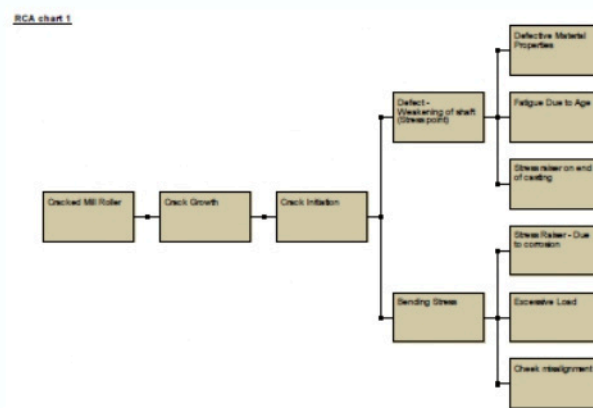 RCA chart 1
Defective Material
Properties
Defect -
Weakening of shaft
(Stress point)
Fatigue Due to Age
Stress raiser on end
of casting
Cracked Mill Roller
Crack Growth
Crack Initiation
Stress Raiser - Due
to corrosion
Bending Stress
Excessive Load
Cheek misalignment